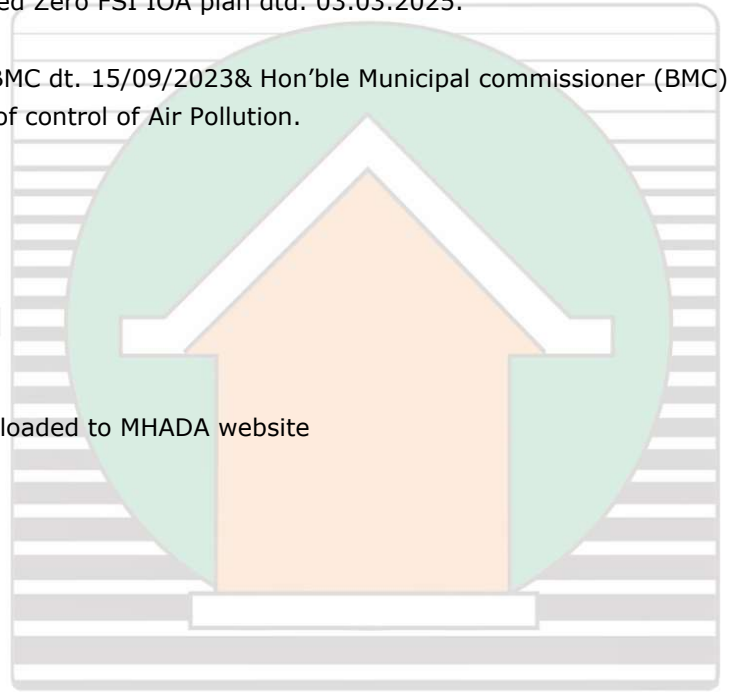 ed Zero FSI IOA plan dtd. 03.03.2025.
BMC dt. 15/09/2023& Hon'ble Municipal commissioner (BMC)
of control of Air Pollution.
loaded to MHADA website